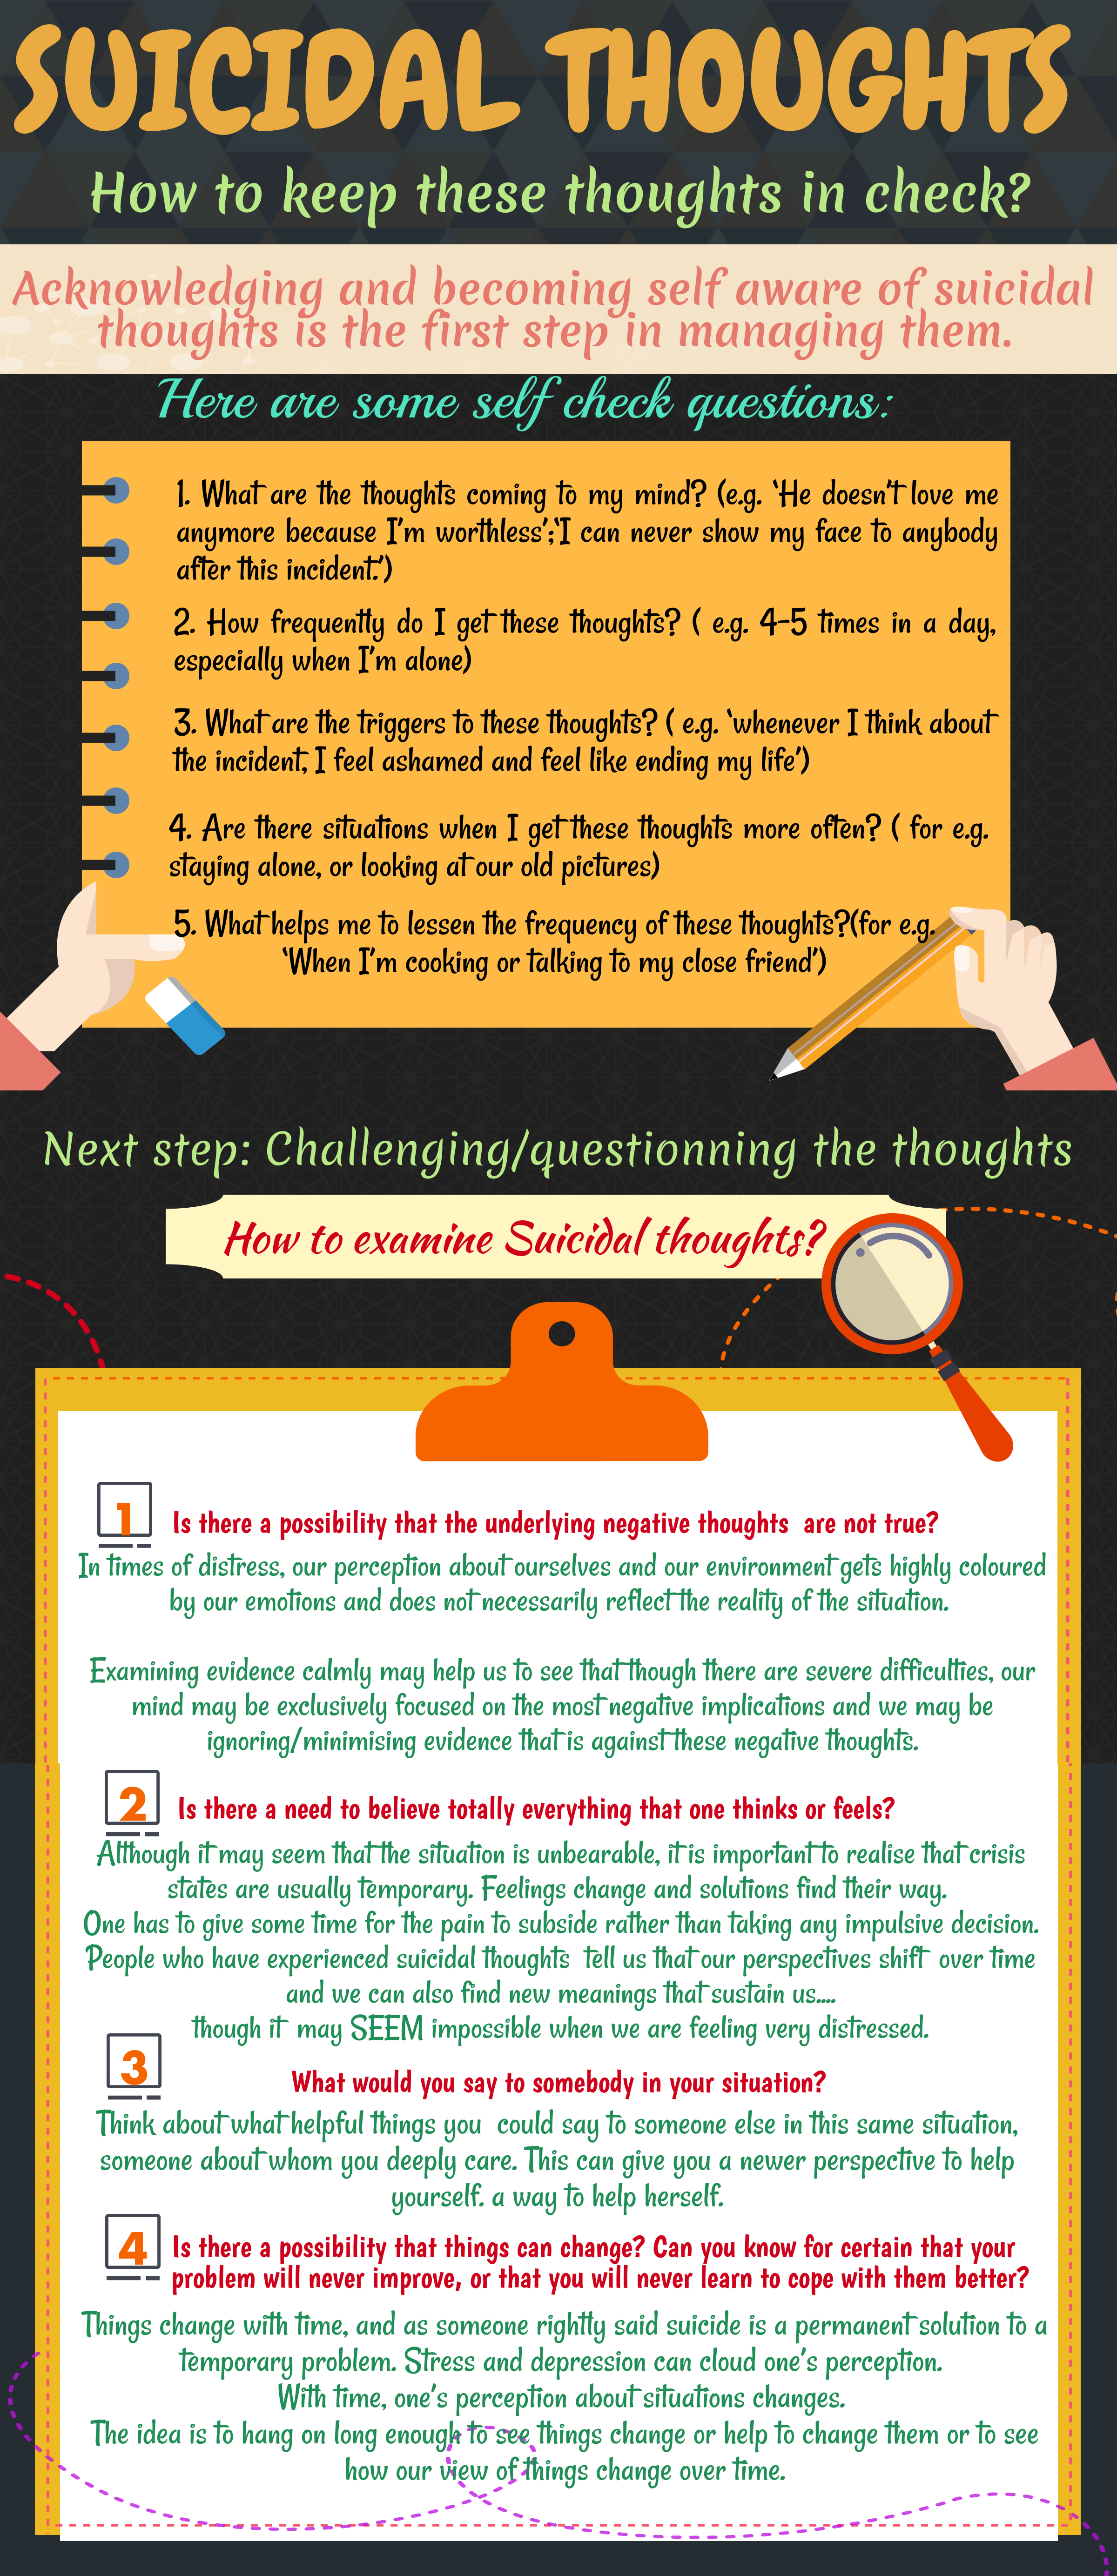 SUICIDAL THOUGHTS
How to keep these thoughts in check?
Acknowledging and becoming self aware of suicidal
thoughts is the first step in managing them.
Here are some self check questions:
1. What are the thoughts coming to my mind? (e.g. 'He doesn't love me
anymore because I'm worthless';'I can never show my face to anybody
after this incident.')
2. How frequently do I get these thoughts? ( e.g. 4-5 times in a day,
especially when I'm alone)
3. What are the triggers to these thoughts? ( e.g. 'whenever I think about
the incident, I feel ashamed and feel like ending my life')
4. Are there situations when I get these thoughts more often? ( for e.g.
staying alone, or looking at our old pictures)
5. What helps me to lessen the frequency of these thoughts?(for e.g.
'When I'm cooking or talking to my close friend')
Next step: Challenging/questionning the thoughts
How to examine Suicidal thoughts?
1 Is there a possibility that the underlying negative thoughts are not true?
In times of distress, our perception about ourselves and our environment gets highly coloured
by our emotions and does not necessarily reflect the reality of the situation.
Examining evidence calmly may help us to see that though there are severe difficulties, our
mind may be exclusively focused on the most negative implications and we may be
ignoring/minimising evidence that is against these negative thoughts.
2 Is there a need to believe totally everything that one thinks or feels?
Although it may seem that the situation is unbearable, it is important to realise that crisis
states are usually temporary. Feelings change and solutions find their way.
One has to give some time for the pain to subside rather than taking any impulsive decision.
People who have experienced suicidal thoughts tell us that our perspectives shift over time
and we can also find new meanings that sustain us....
though it may SEEM impossible when we are feeling very distressed.
3 What would you say to somebody in your situation?
Think about what helpful things you could say to someone else in this same situation,
someone about whom you deeply care. This can give you a newer perspective to help
yourself. a way to help herself.
4 Is there a possibility that things can change? Can you know for certain that your
problem will never improve, or that you will never learn to cope with them better?
Things change with time, and as someone rightly said suicide is a permanent solution to a
temporary problem. Stress and depression can cloud one's perception.
With time, one's perception about situations changes.
The idea is to hang on long enough to see things change or help to change them or to see
how our view of things change over time.